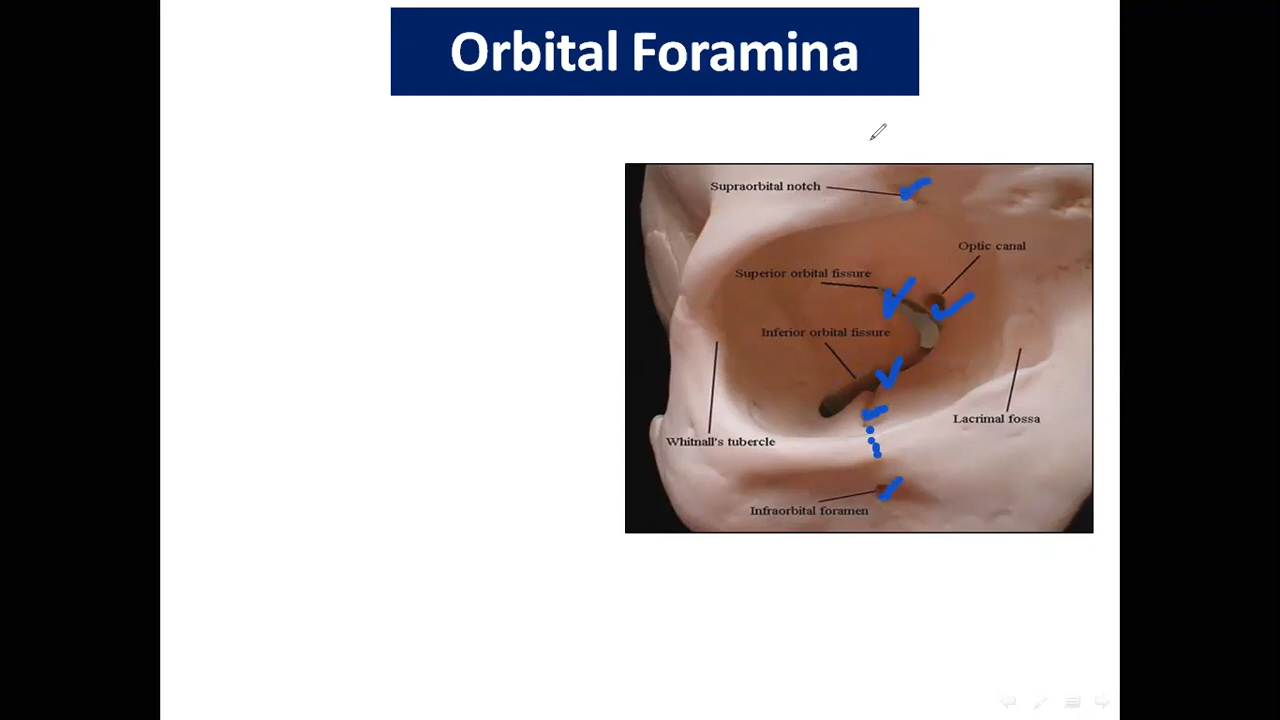 Orbital Foramina
Supraorbital notch
Optic canal
Superior orbital fissure
Inferior orbital fissure
Lacrimal fossa
Whitnall's tubercle
Infraorbital foramen